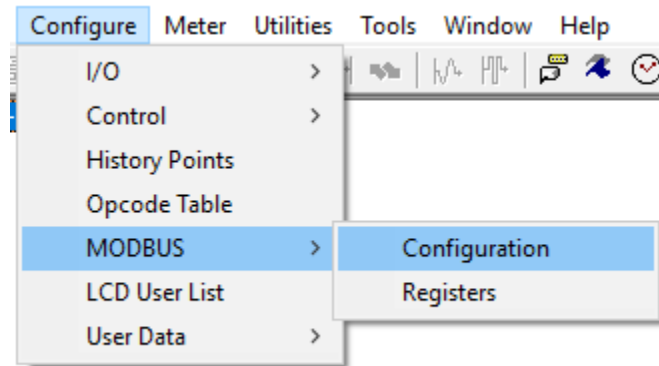 Configure Meter Utilities Tools Window Help
I/O
Control
History Points
Opcode Table
MODBUS
Configuration
LCD User List
Registers
User Data